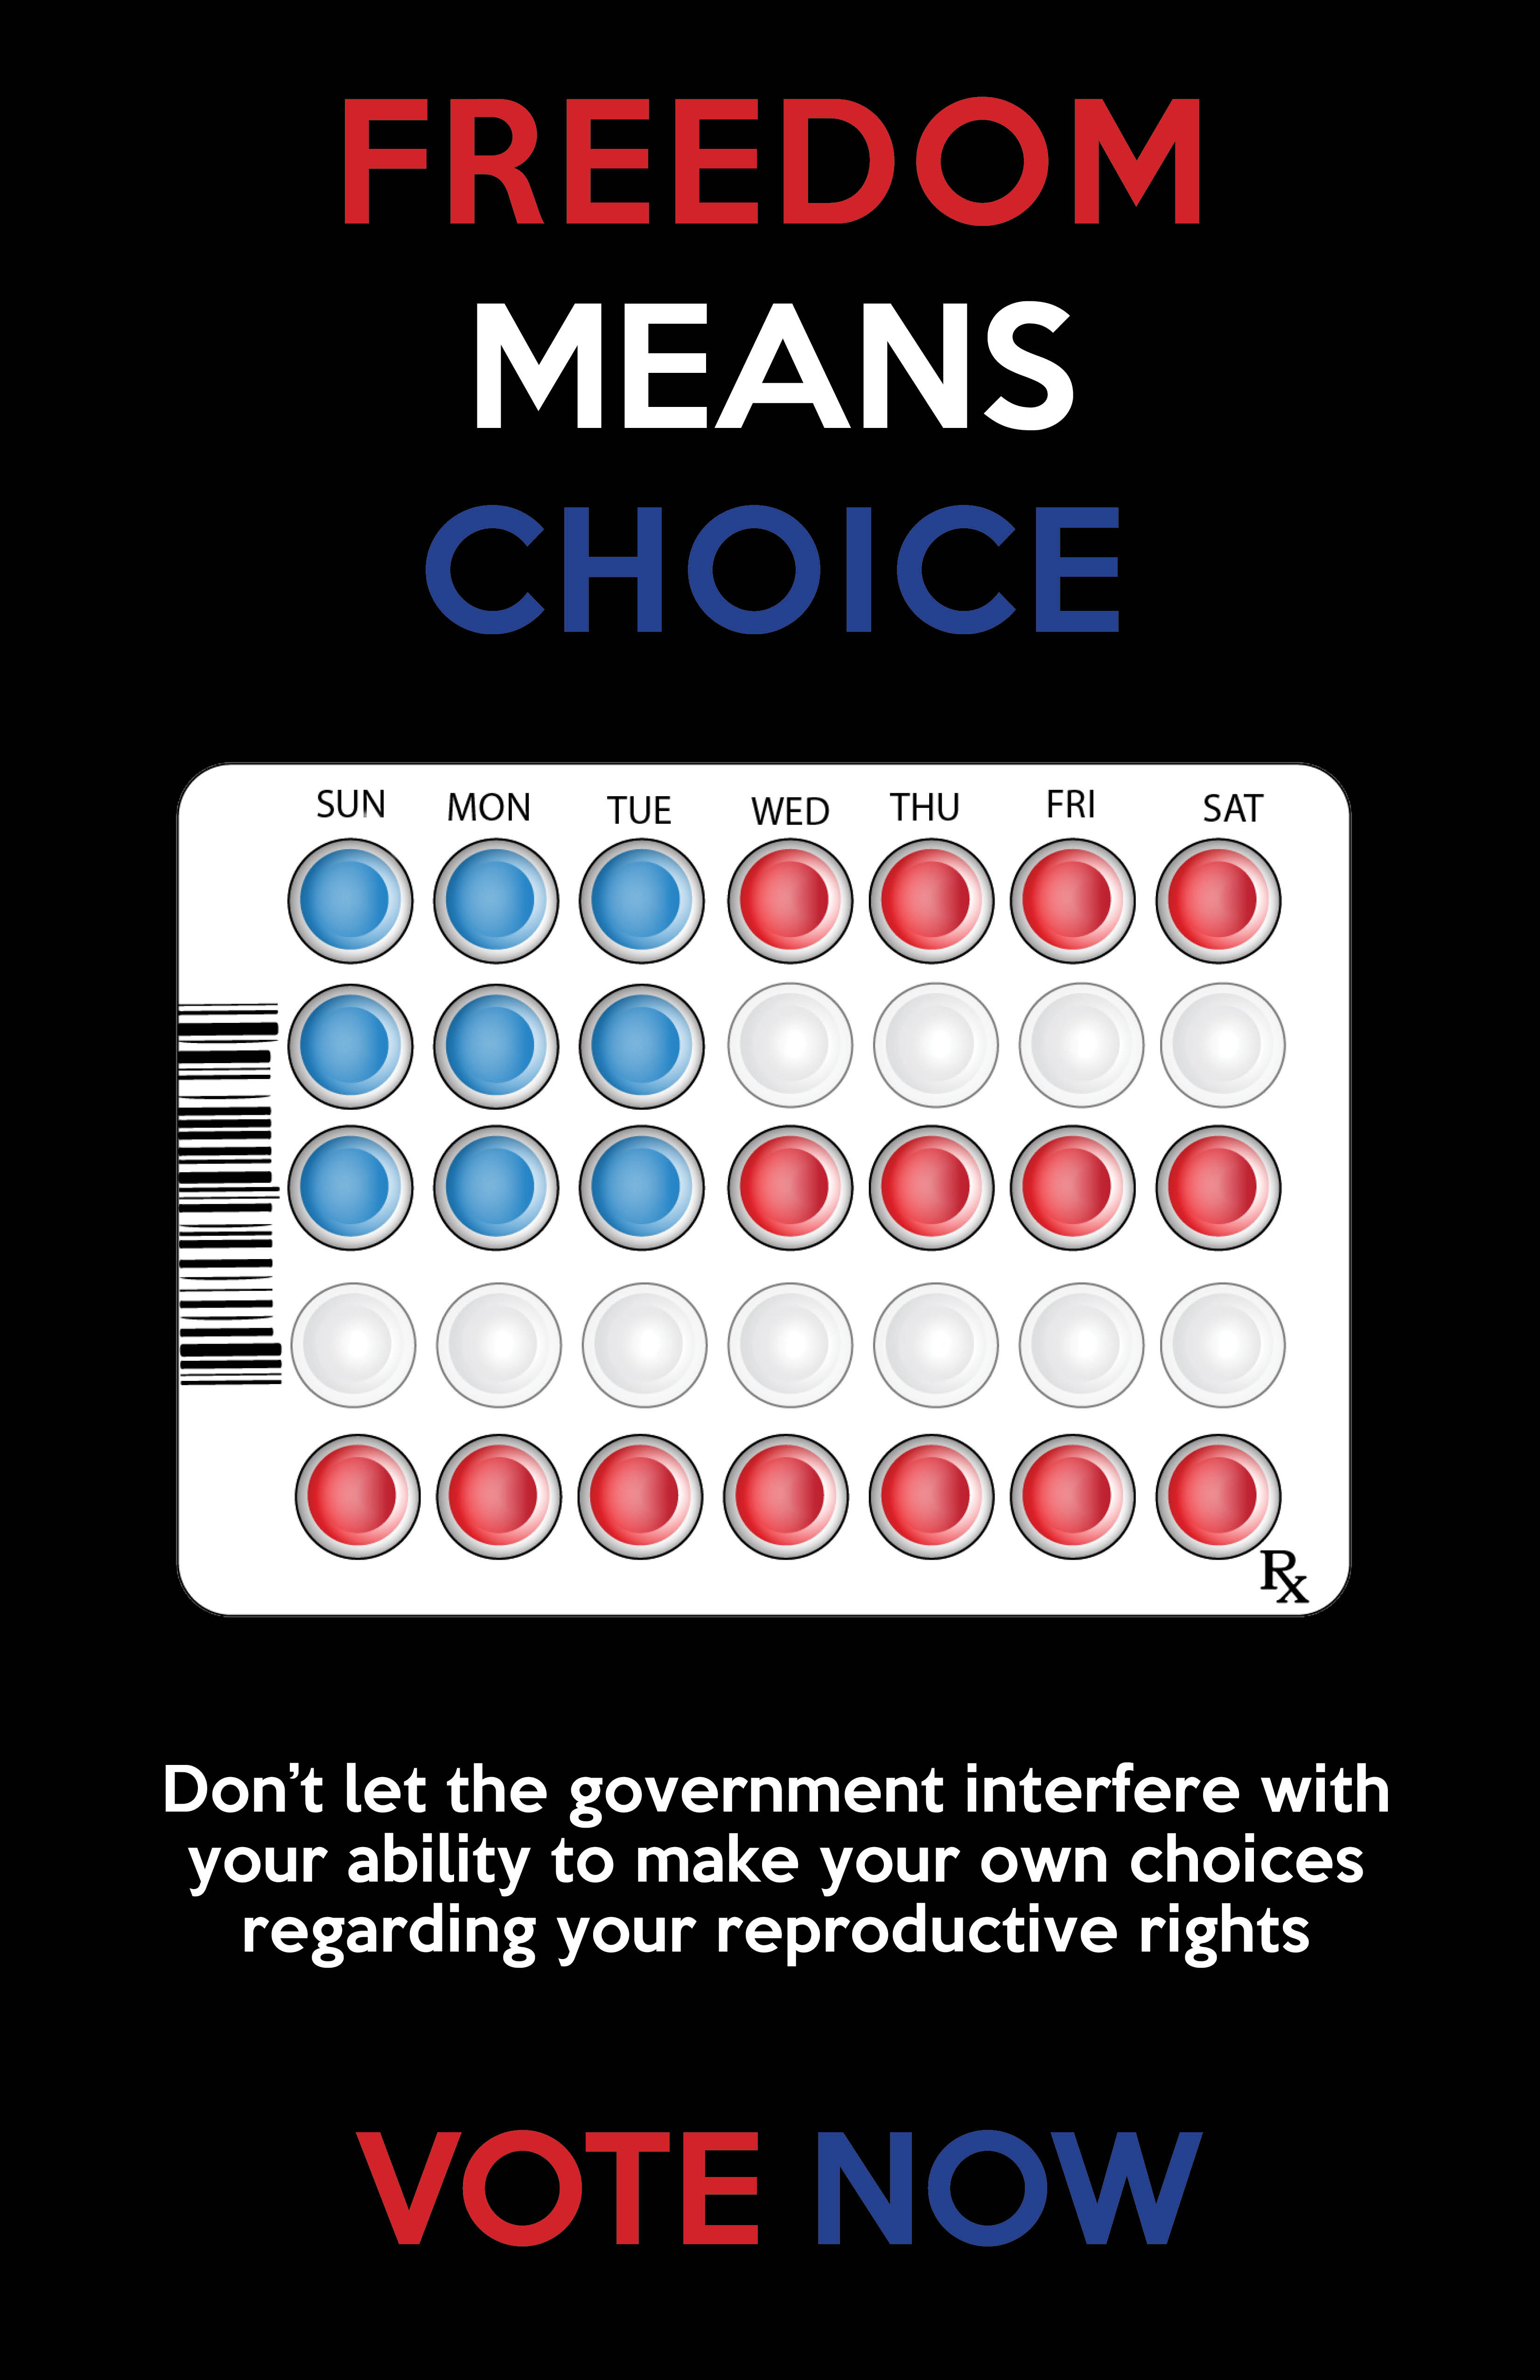 FREEDOM
MEANS
CHOICE
SUN MON TUE WED THU FRI SAT
Rx
Don't let the government interfere with
your ability to make your own choices
regarding your reproductive rights
VOTE NOW